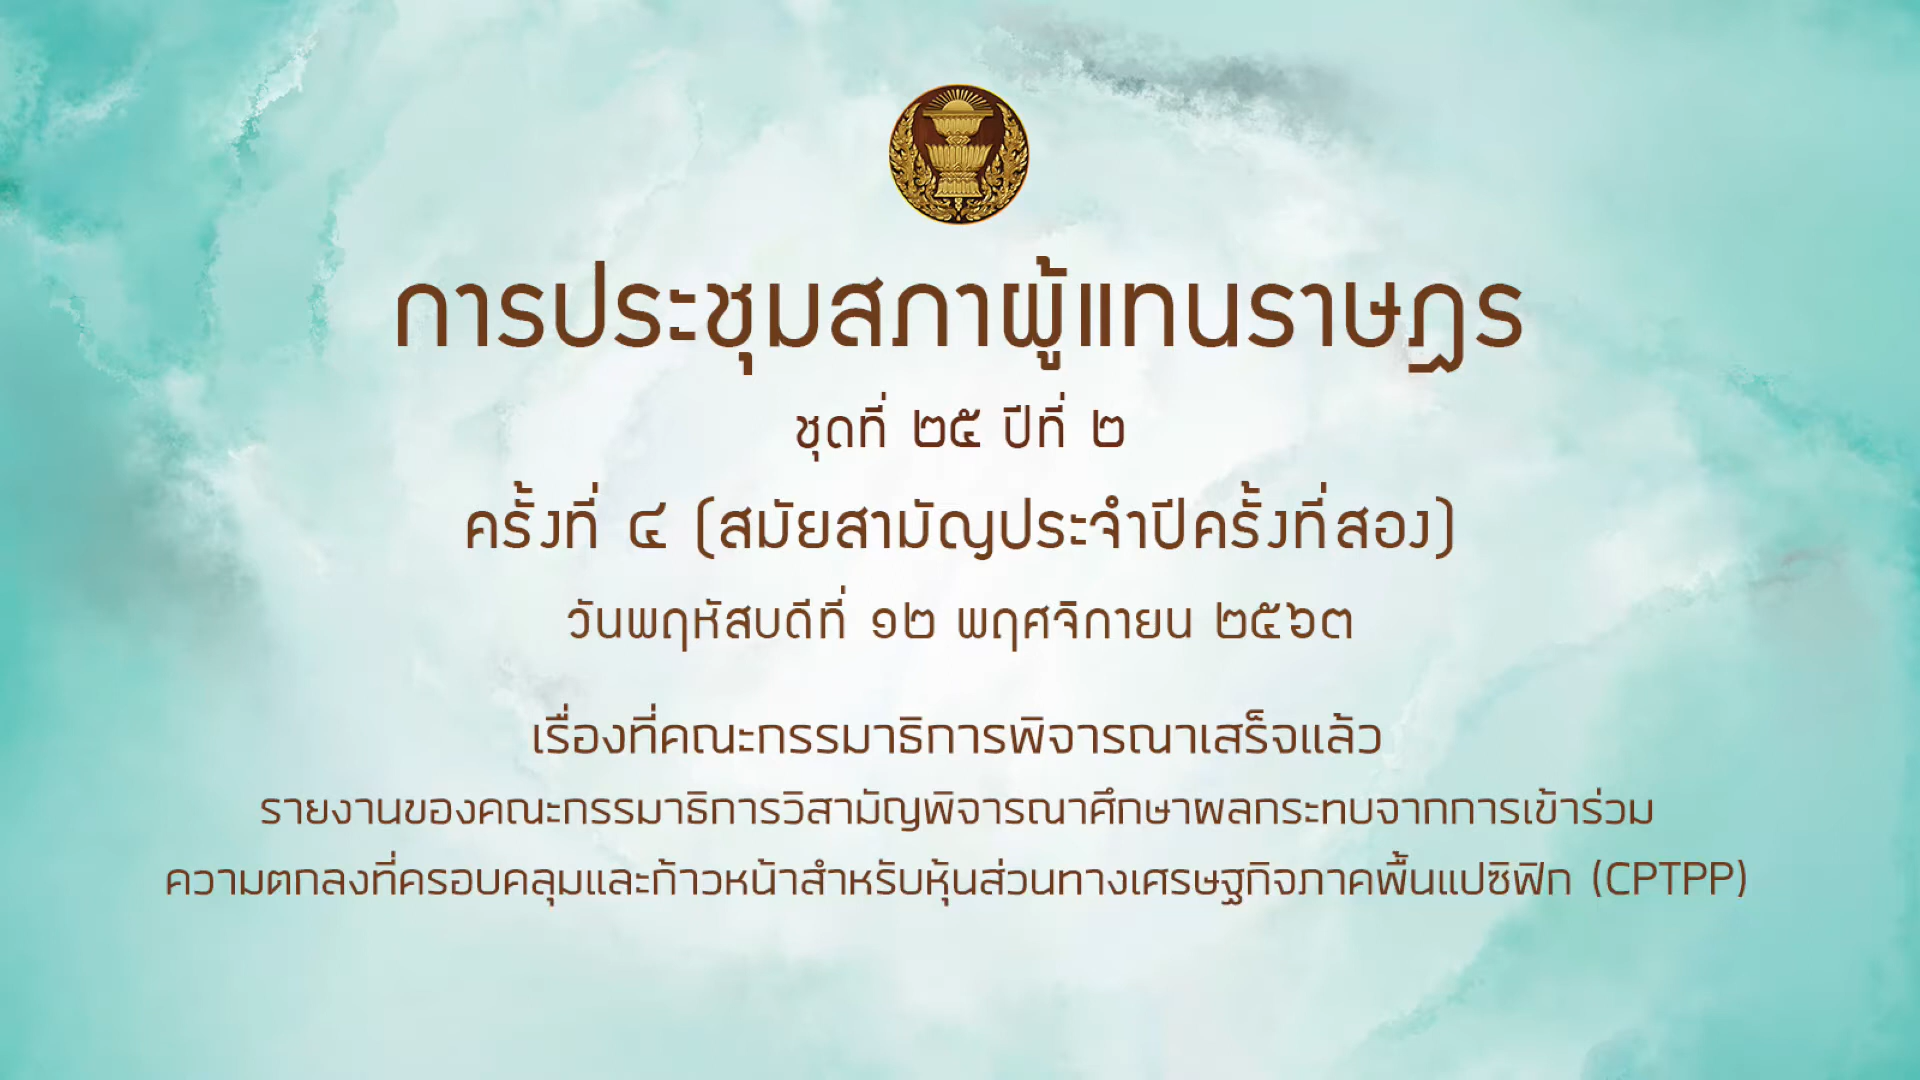 การประชุมสภาผู้แทนราษฎร
ชุดที่ ๒๕ ปีที่ ๒
ครั้งที่ ๔ (สมัยสามัญประจำปีครั้งที่สอง)
วันพฤหัสบดีที่ ๑๒ พฤศจิกายน ๒๕๖๓
เรื่องที่คณะกรรมาธิการพิจารณาเสร็จแล้ว
รายงานของคณะกรรมาธิการวิสามัญพิจารณาศึกษาผลกระทบจากการเข้าร่วม
ความตกลงที่ครอบคลุมและก้าวหน้าสำหรับหุ้นส่วนทางเศรษฐกิจภาคพื้นแปซิฟิก (CPTPP)